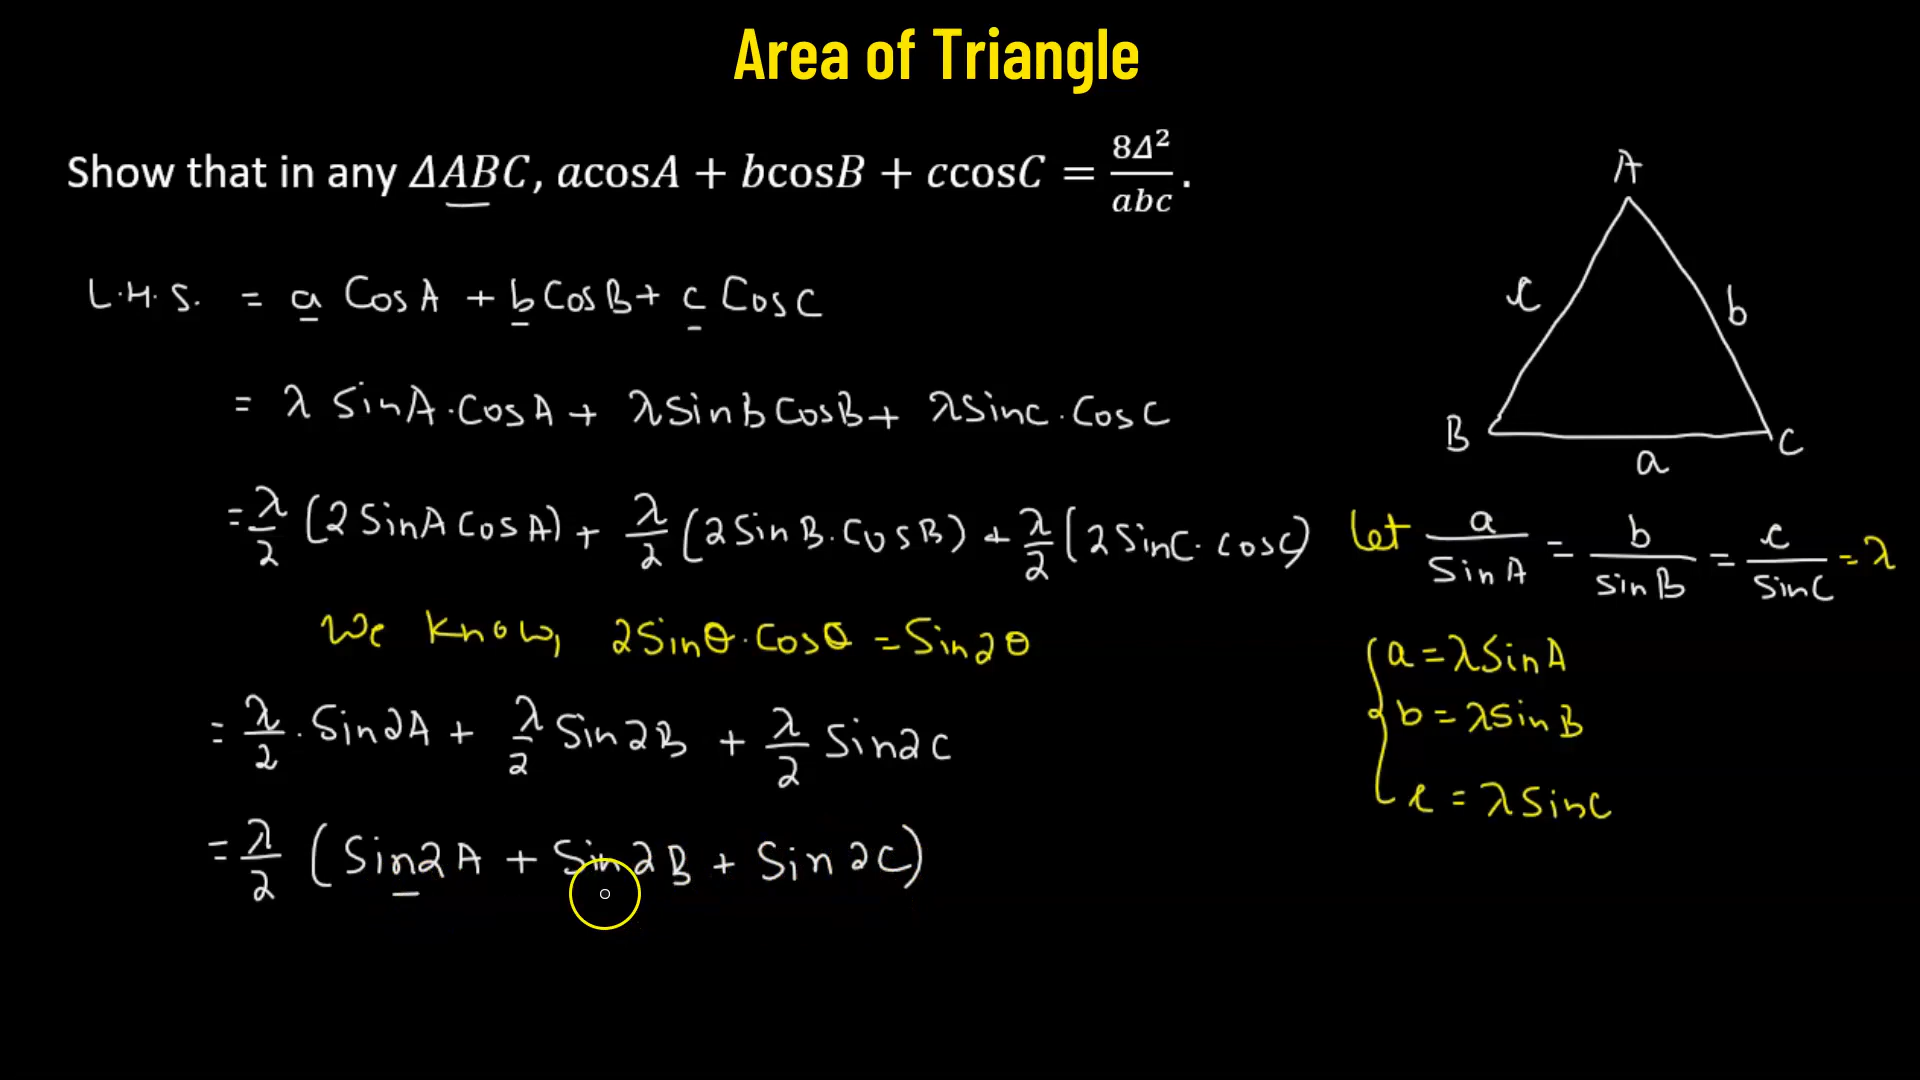 Area of Triangle
Show that in any ΔABC, acosA + bcosB + ccosC = 8Δ²/abc.
L.H.S. = a CosA + b CosB + c CosC
= λ SinA·CosA + λSinB CosB + λSinC·CosC
= λ/2 (2SinA CosA) + λ/2 (2SinB·CosB) + λ/2 (2SinC·CosC)
We know, 2Sinθ·Cosθ = Sin2θ
= λ/2 · Sin2A + λ/2 Sin2B + λ/2 Sin2C
= λ/2 (Sin2A + Sin2B + Sin2C)
A
c
b
B
C
a
Let a/SinA = b/SinB = c/SinC = λ
a = λSinA
b = λSinB
c = λSinC